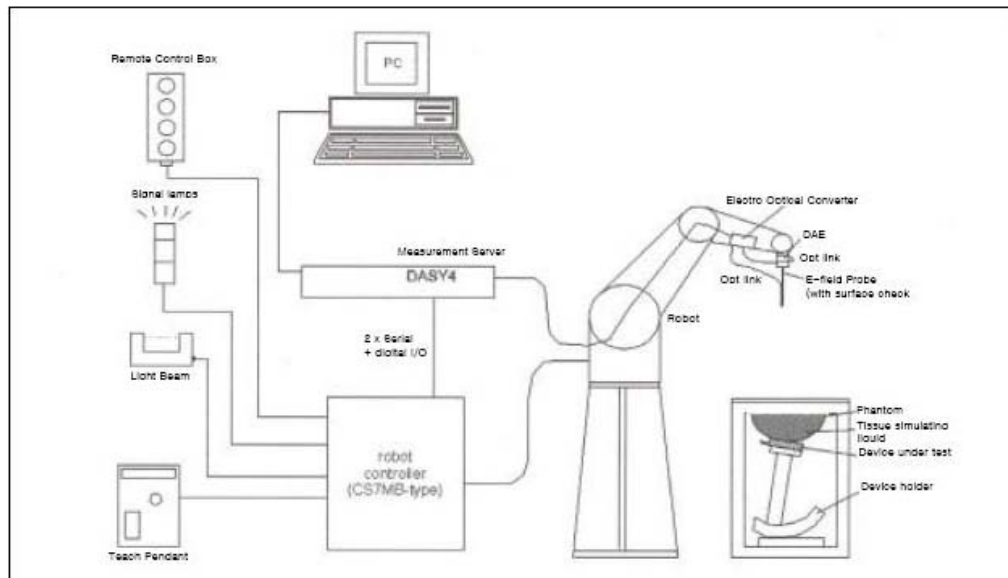 Remote Control Box
PC
Signal lamps
Electro Optical Converter
DAE
Opt link
Measurement Server
DASY4
Opt link
E-field Probe
(with surface check
Robot
2 x Serial
+ digital I/O
Light Beam
Phantom
Tissue simulating
liquid
Device under test
robot
controller
(CS7MB-type)
Device holder
Teach Pendant